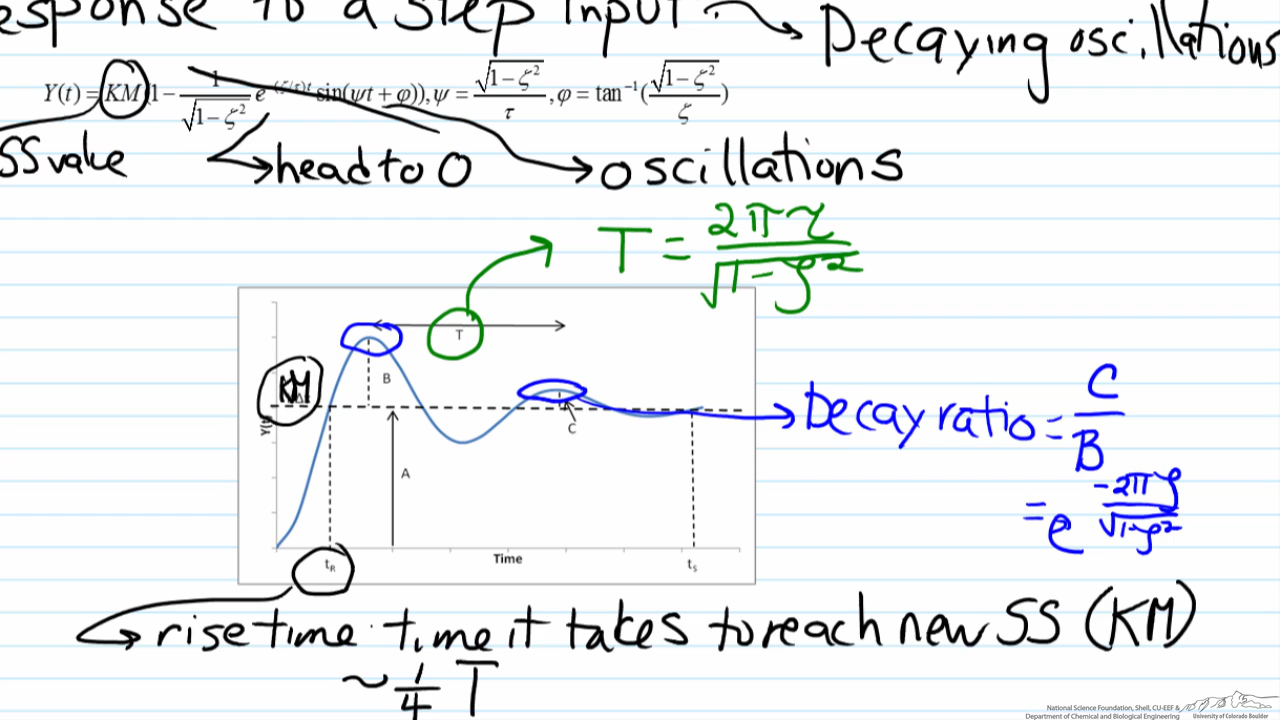 esponse to a step input
Decaying oscillations
Y(t) = KM(1 - 1/√(1-ζ²) e^(-(ζ/τ)t) sin(ψt + φ)), ψ = √(1-ζ²)/τ, φ = tan⁻¹(√(1-ζ²)/ζ)
SS value
head to 0
oscillations
T = 2πτ/√(1-ζ²)
T
KM
B
C
A
Y(t)
Decay ratio = C/B
= e^(-2πζ/√(1-ζ²))
Time
t_R
t_S
rise time · time it takes to reach new SS (KM)
~ 1/4 T
National Science Foundation, Shell, CU-EEF &
Department of Chemical and Biological Engineering
University of Colorado Boulder